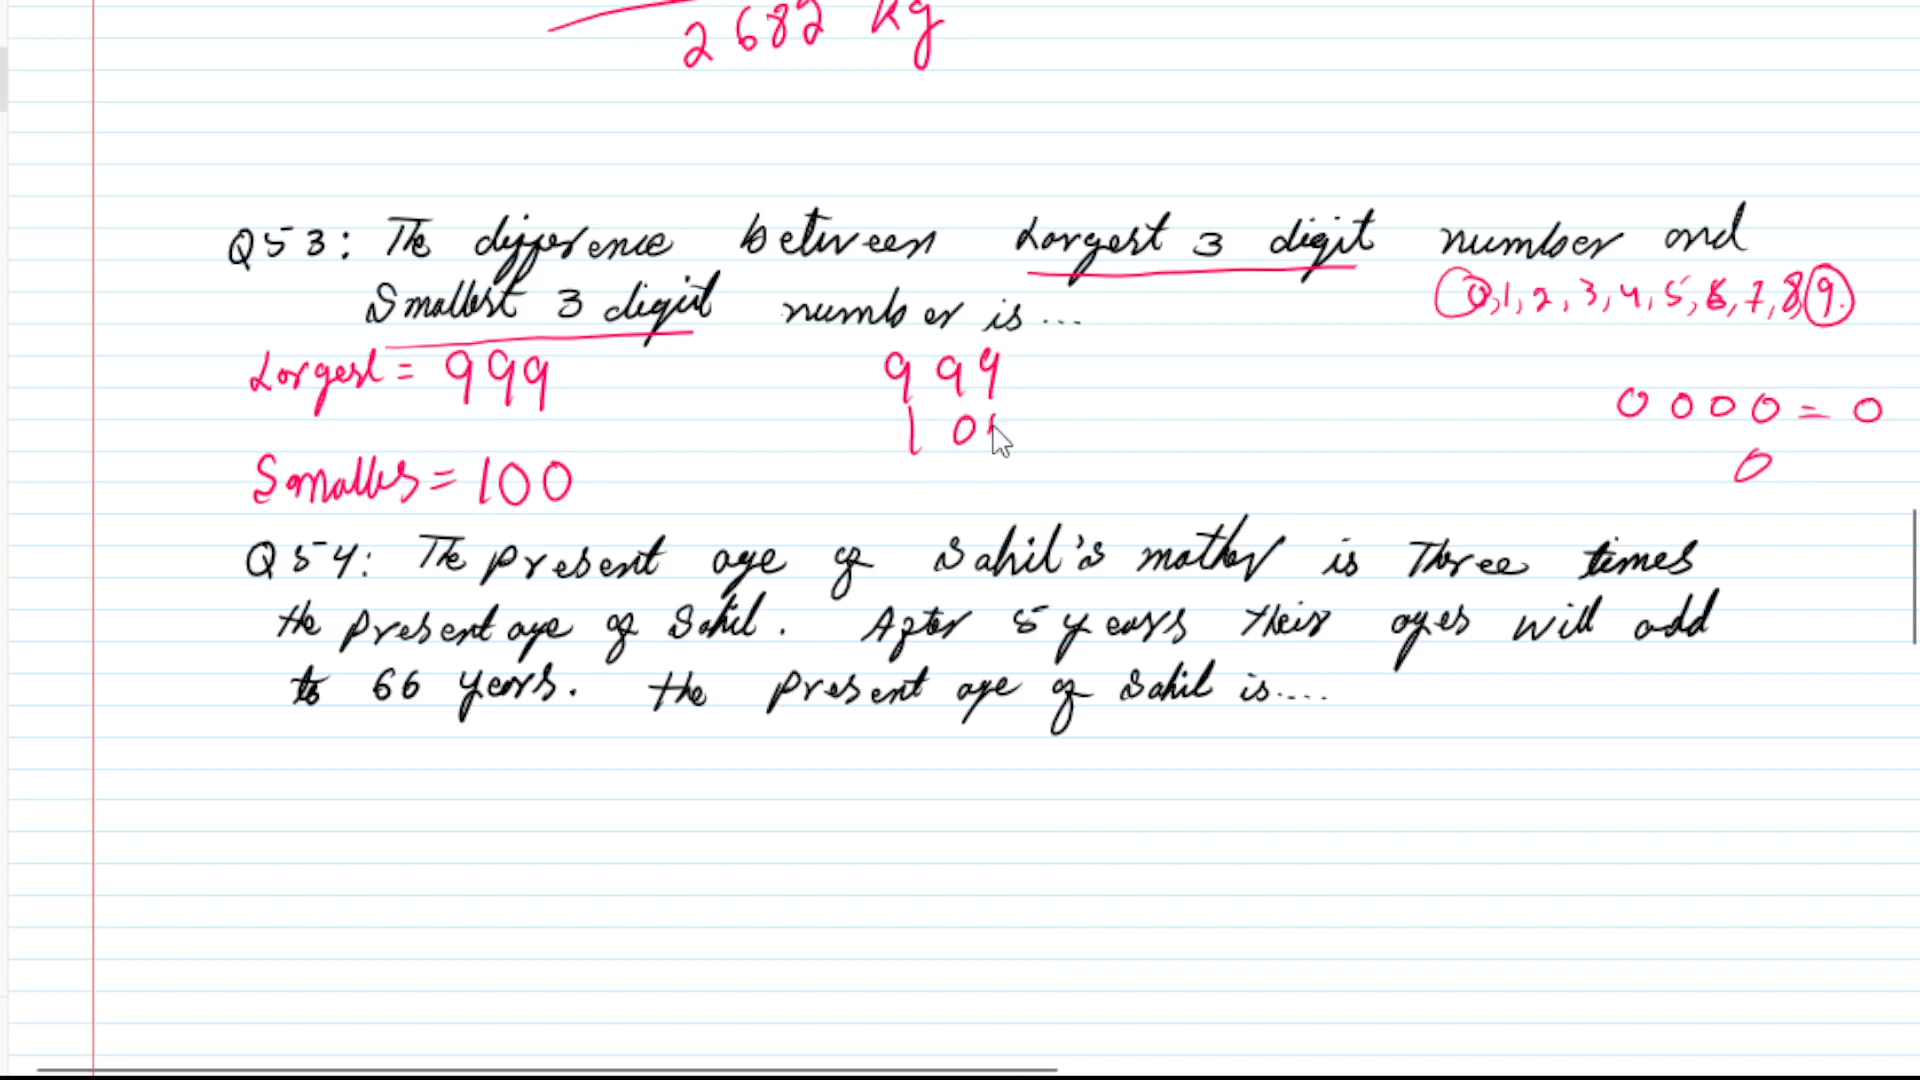 2682 kg
Q53: The difference between Largest 3 digit number and
Smallest 3 digit number is...
0,1,2,3,4,5,6,7,8,9.
Largest = 999
999
0000 = 0
10
0
Smalles = 100
Q54: The present age of Sahil's mother is Three times
the present age of Sahil. After 5 years their ages will add
to 66 years. the present age of Sahil is....